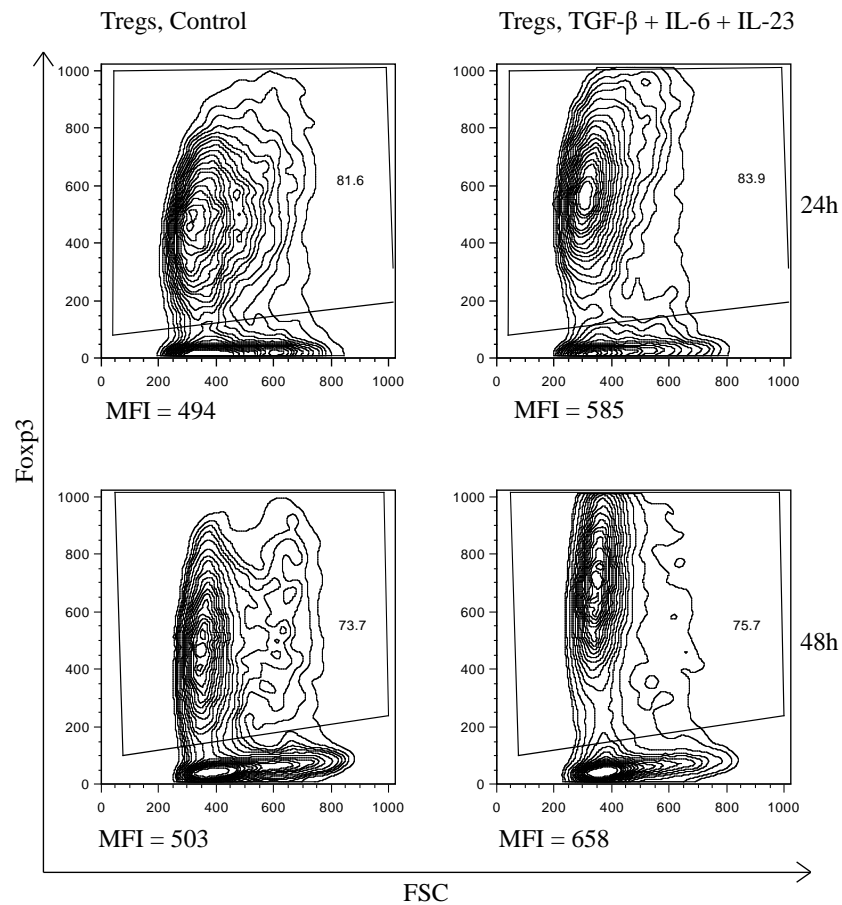 Tregs, Control
Tregs, TGF-β + IL-6 + IL-23
1000
800
600
400
200
0
0 200 400 600 800 1000
81.6
MFI = 494
1000
800
600
400
200
0
0 200 400 600 800 1000
83.9
24h
MFI = 585
Foxp3
1000
800
600
400
200
0
0 200 400 600 800 1000
73.7
MFI = 503
1000
800
600
400
200
0
0 200 400 600 800 1000
75.7
48h
MFI = 658
FSC